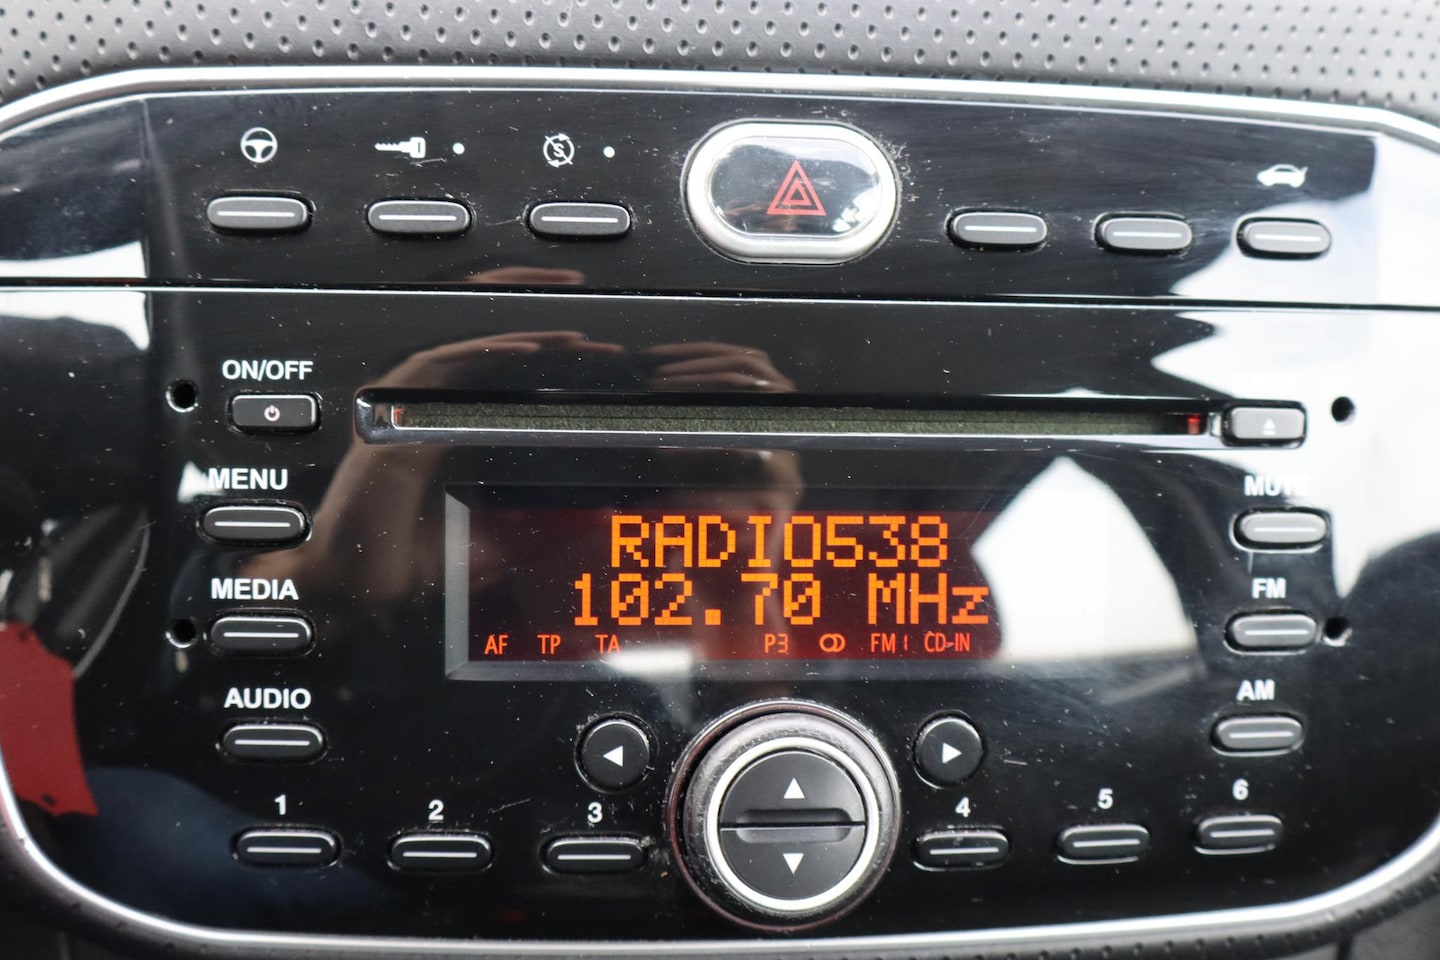 ON/OFF
MENU
MUTE
RADIO538
102.70 MHz
AF TP TA P3 FM1 CD-IN
MEDIA
FM
AUDIO
AM
1 2 3 4 5 6